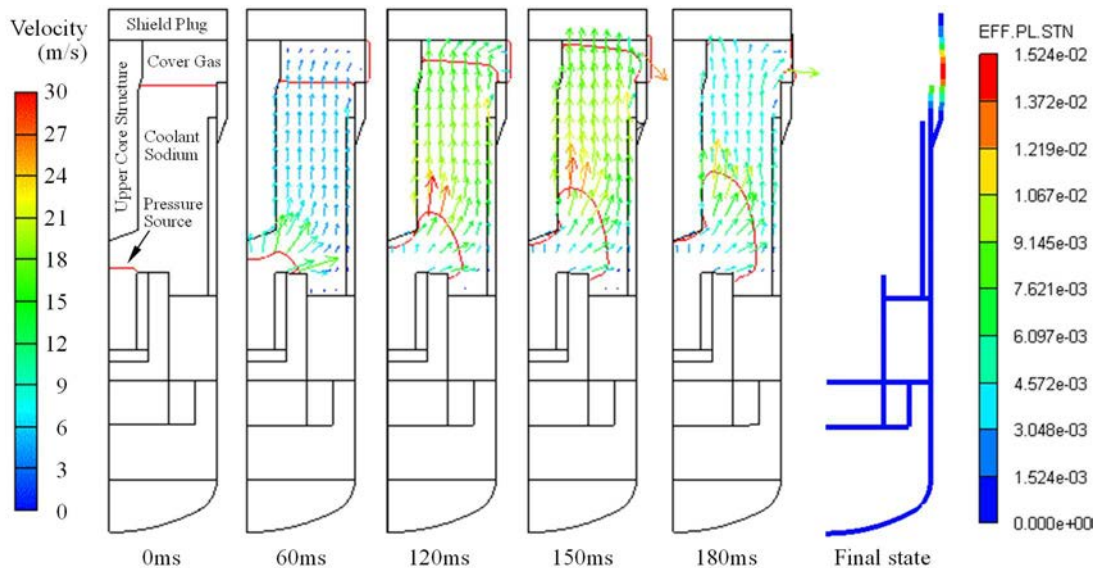 Velocity
(m/s)
30
27
24
21
18
15
12
9
6
3
0
Shield Plug
Cover Gas
Upper Core Structure
Coolant
Sodium
Pressure
Source
0ms
60ms
120ms
150ms
180ms
Final state
EFF.PL.STN
1.524e-02
1.372e-02
1.219e-02
1.067e-02
9.145e-03
7.621e-03
6.097e-03
4.572e-03
3.048e-03
1.524e-03
0.000e+00